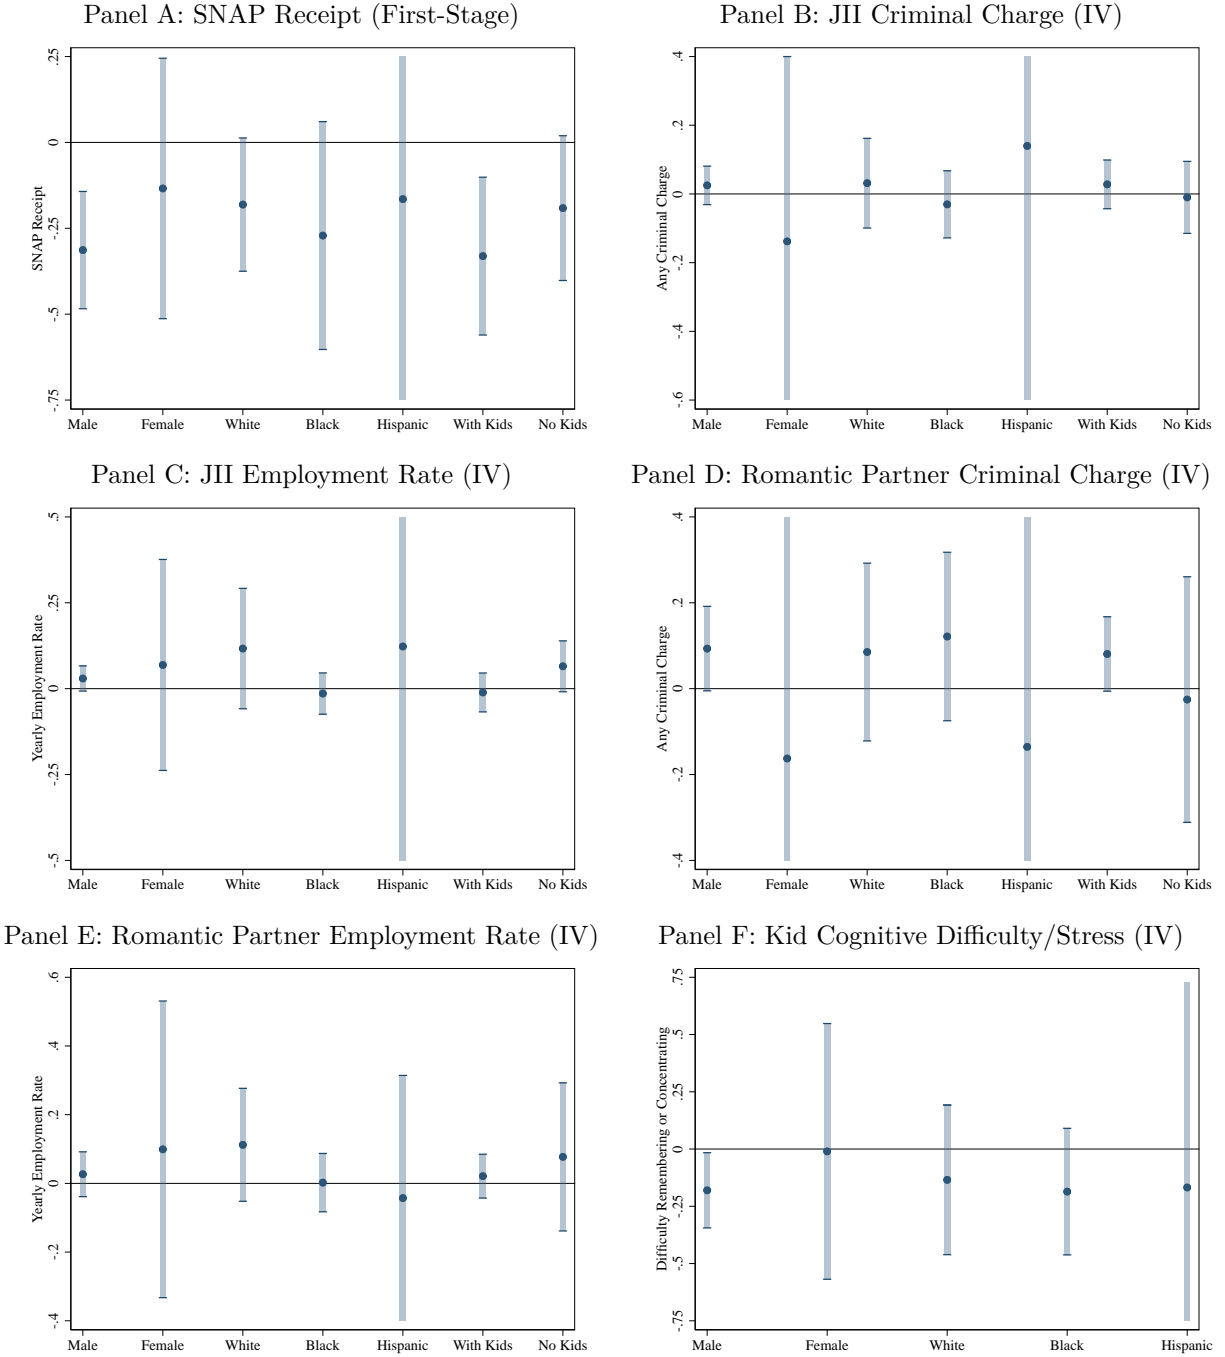 Panel A: SNAP Receipt (First-Stage)
SNAP Receipt
.25
0
-.25
-.5
-.75
Male Female White Black Hispanic With Kids No Kids
Panel B: JII Criminal Charge (IV)
Any Criminal Charge
.4
.2
0
-.2
-.4
-.6
Male Female White Black Hispanic With Kids No Kids
Panel C: JII Employment Rate (IV)
Yearly Employment Rate
.5
.25
0
-.25
-.5
Male Female White Black Hispanic With Kids No Kids
Panel D: Romantic Partner Criminal Charge (IV)
Any Criminal Charge
.4
.2
0
-.2
-.4
Male Female White Black Hispanic With Kids No Kids
Panel E: Romantic Partner Employment Rate (IV)
Yearly Employment Rate
.6
.4
.2
0
-.2
-.4
Male Female White Black Hispanic With Kids No Kids
Panel F: Kid Cognitive Difficulty/Stress (IV)
Difficulty Remembering or Concentrating
.75
.5
.25
0
-.25
-.5
-.75
Male Female White Black Hispanic